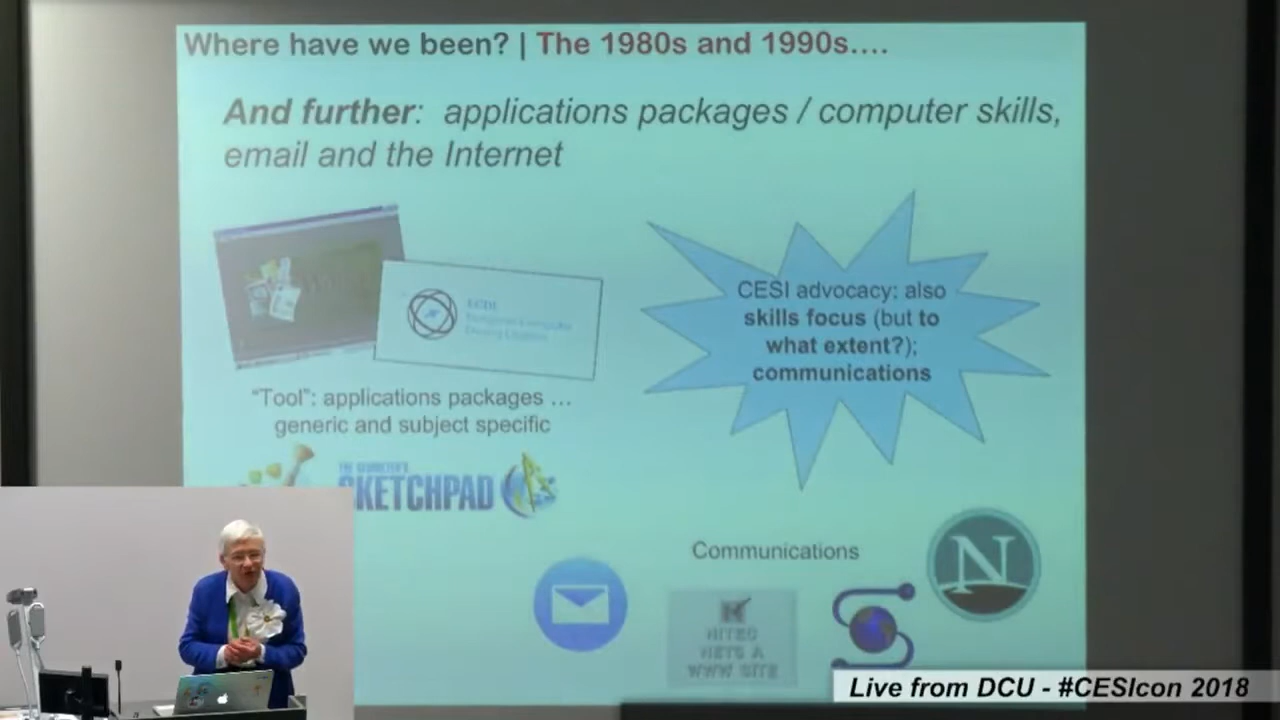 Where have we been? | The 1980s and 1990s….
And further: applications packages / computer skills,
email and the Internet
CESI advocacy: also
skills focus (but to
what extent?);
communications
ECDL
"Tool": applications packages …
generic and subject specific
THE GEOMETER'S
SKETCHPAD
Communications
N
NITEC
NETS A
WWW SITE
Live from DCU - #CESIcon 2018